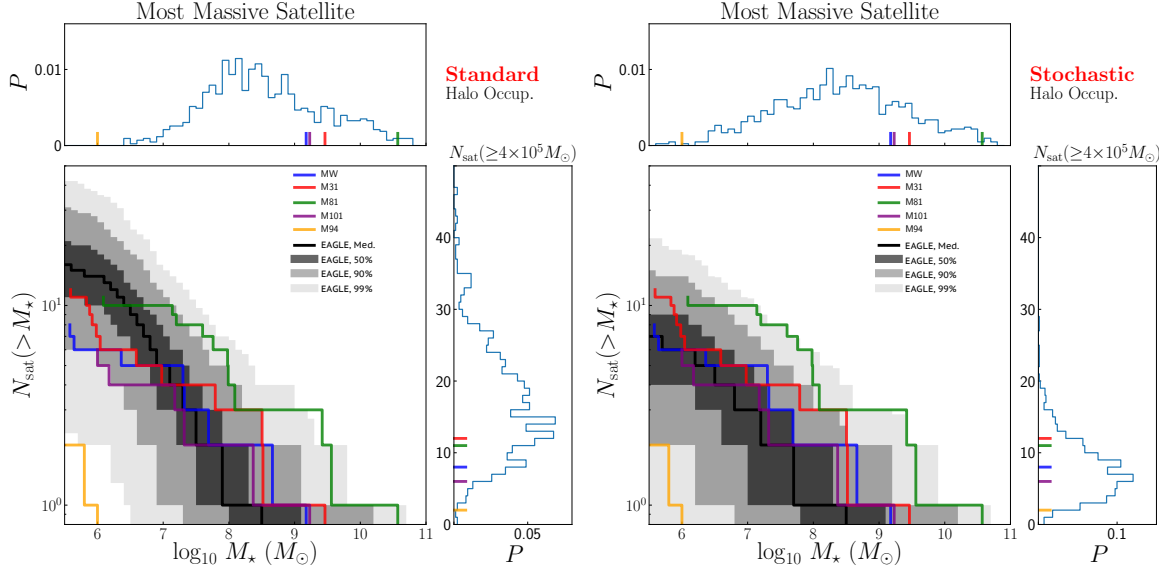 Most Massive Satellite
P
0.01
0
Standard
Halo Occup.
N_sat(≥4×10^5 M_⊙)
MW
M31
M81
M101
M94
EAGLE, Med.
EAGLE, 50%
EAGLE, 90%
EAGLE, 99%
N_sat(> M_⋆)
10^1
10^0
6 7 8 9 10 11
log_10 M_⋆ (M_⊙)
40
30
20
10
0
0.05
P
Most Massive Satellite
P
0.01
0
Stochastic
Halo Occup.
N_sat(≥4×10^5 M_⊙)
MW
M31
M81
M101
M94
EAGLE, Med.
EAGLE, 50%
EAGLE, 90%
EAGLE, 99%
N_sat(> M_⋆)
10^1
10^0
6 7 8 9 10 11
log_10 M_⋆ (M_⊙)
40
30
20
10
0
0.1
P